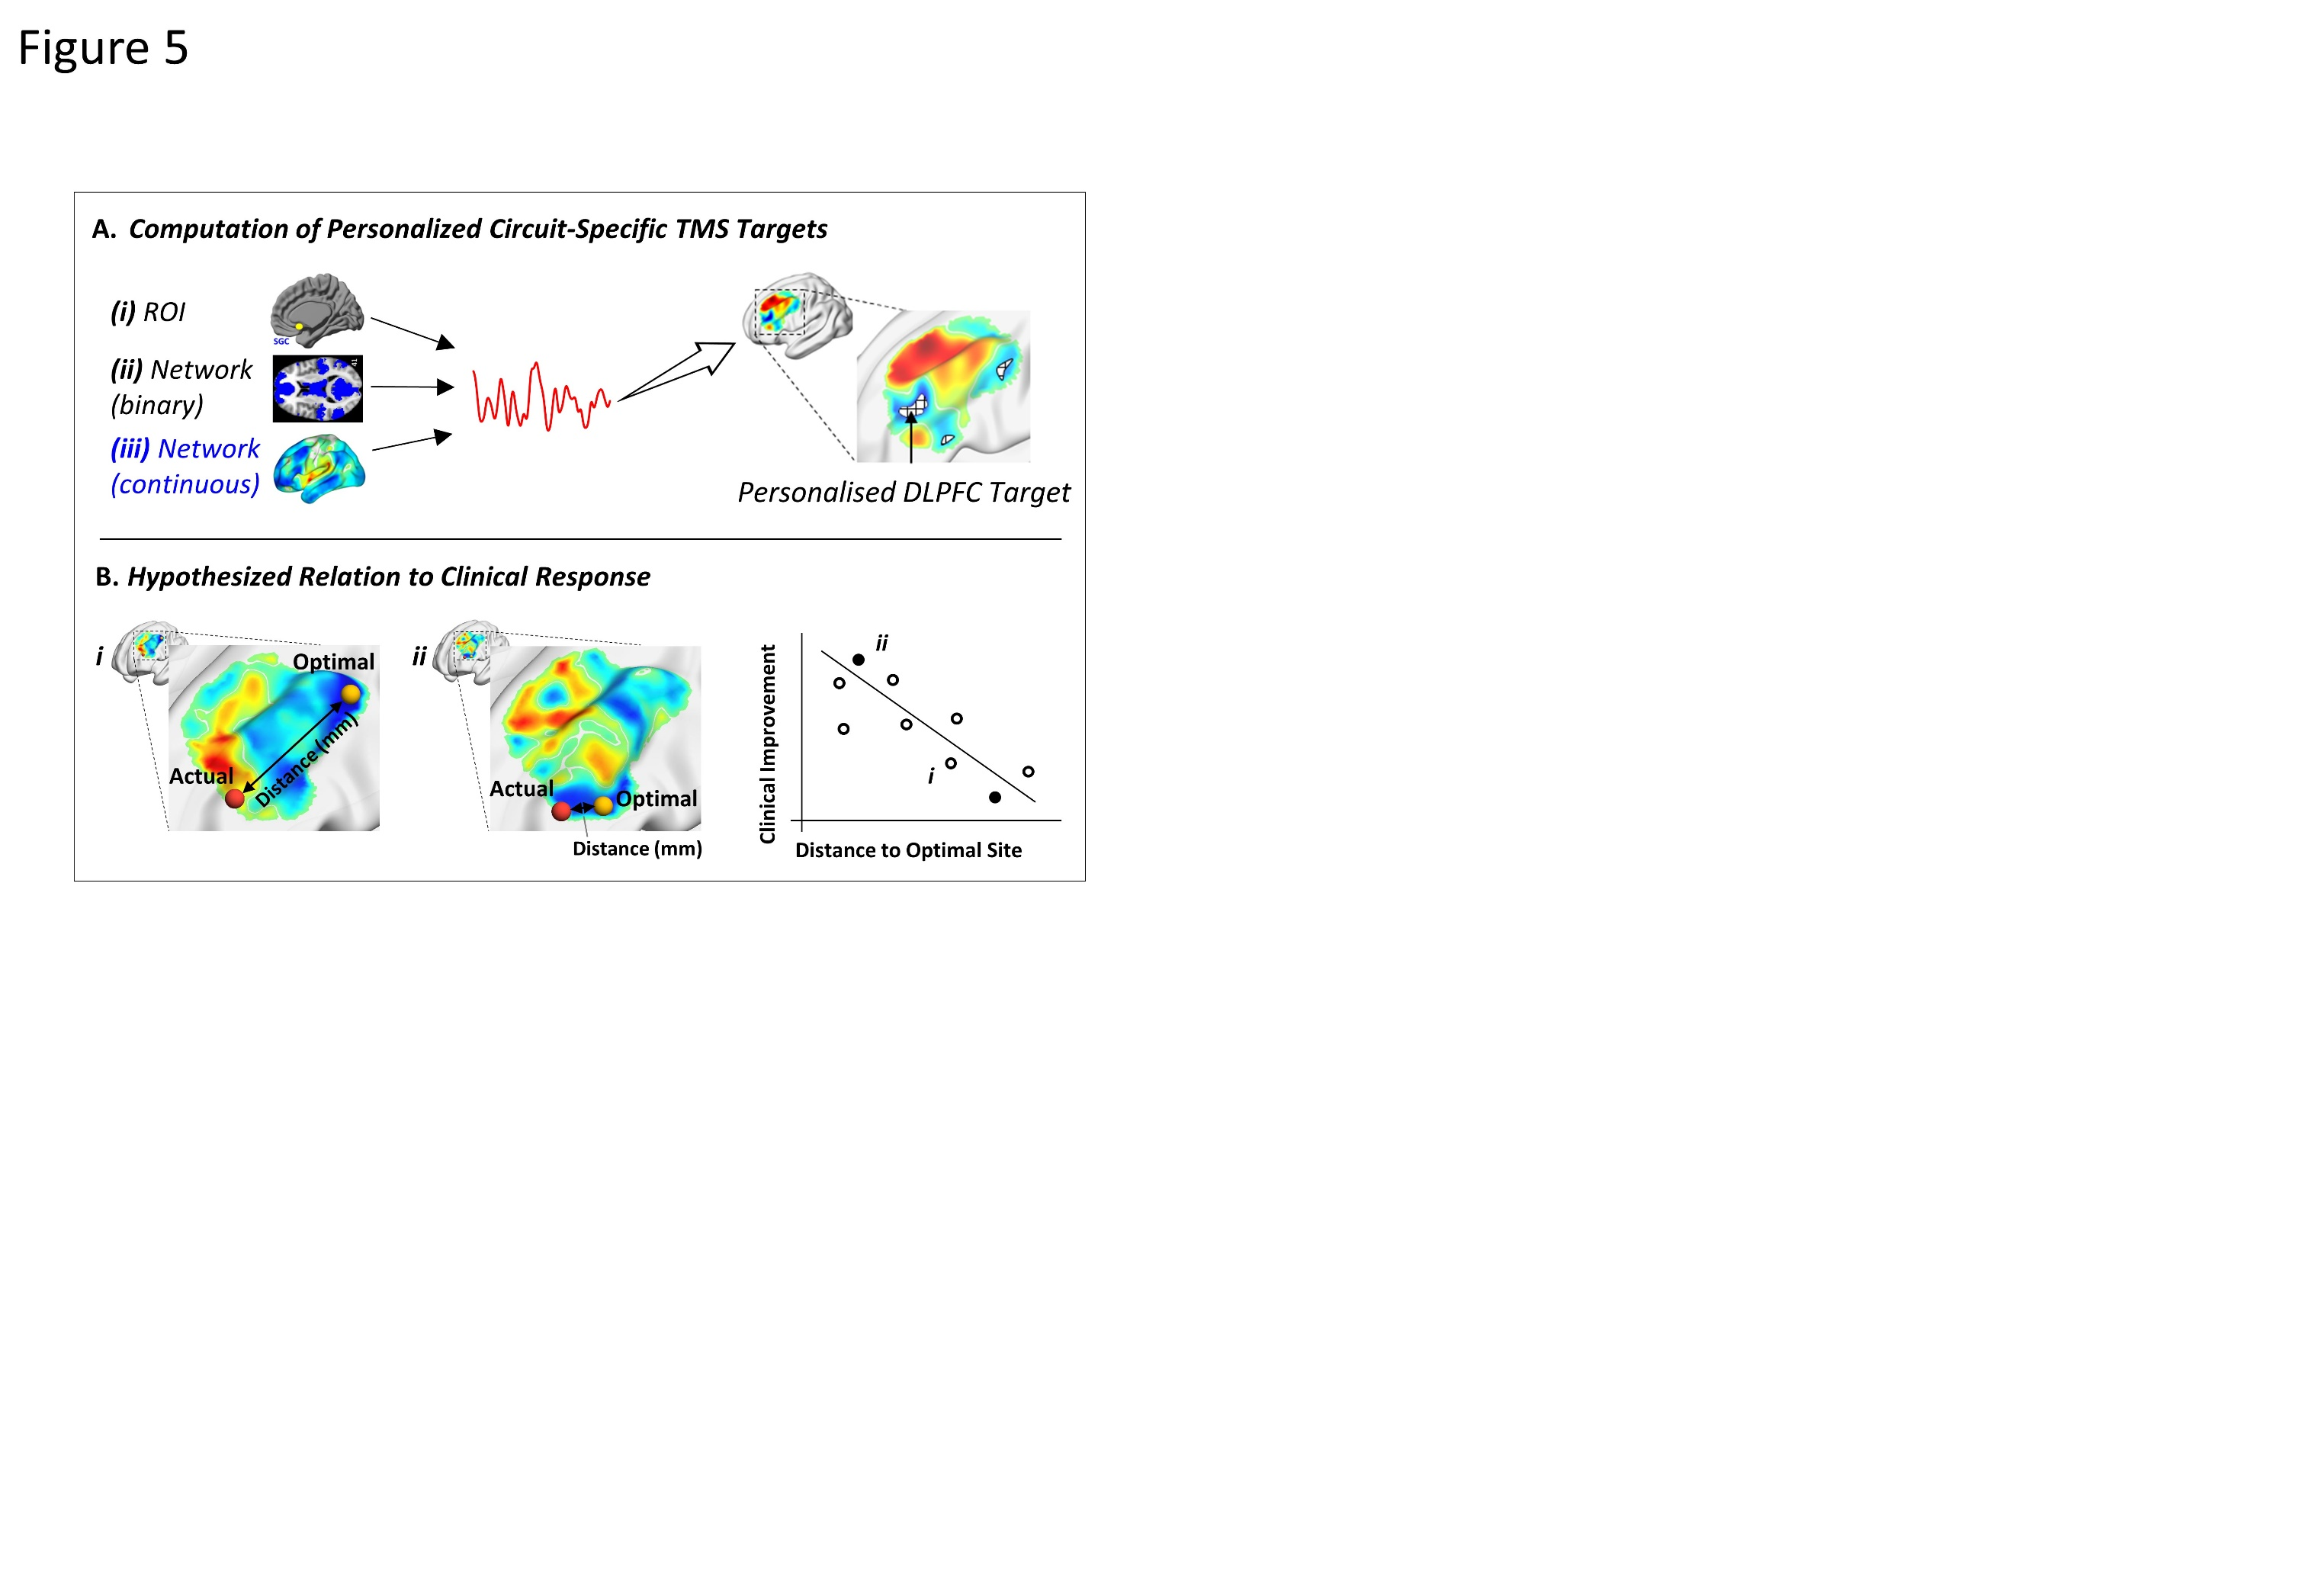 Figure 5
A. Computation of Personalized Circuit-Specific TMS Targets
(i) ROI
SGC
(ii) Network
(binary)
41
(iii) Network
(continuous)
Personalised DLPFC Target
B. Hypothesized Relation to Clinical Response
i
Optimal
Actual
Distance (mm)
ii
Actual
Optimal
Distance (mm)
Clinical Improvement
ii
i
Distance to Optimal Site